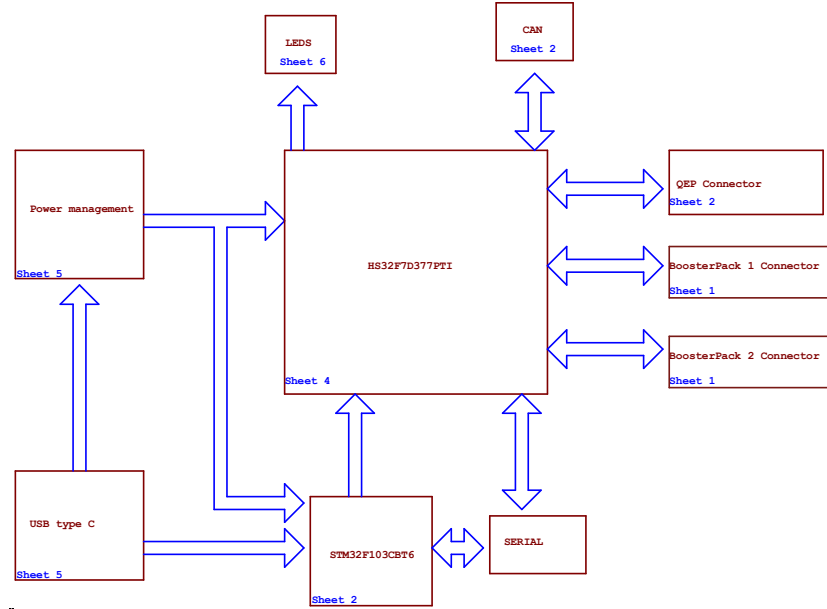 LEDS
Sheet 6
CAN
Sheet 2
Power management
Sheet 5
HS32F7D377PTI
Sheet 4
QEP Connector
Sheet 2
BoosterPack 1 Connector
Sheet 1
BoosterPack 2 Connector
Sheet 1
USB type C
Sheet 5
STM32F103CBT6
Sheet 2
SERIAL